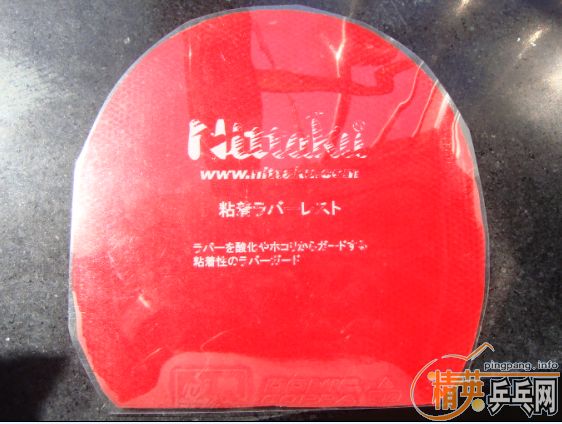 Nittaku
www.nittaku.com
粘着ラバーレスト
ラバーを酸化やホコリからガードする
粘着性のラバーガード
pingpang.info
精英乒乓网